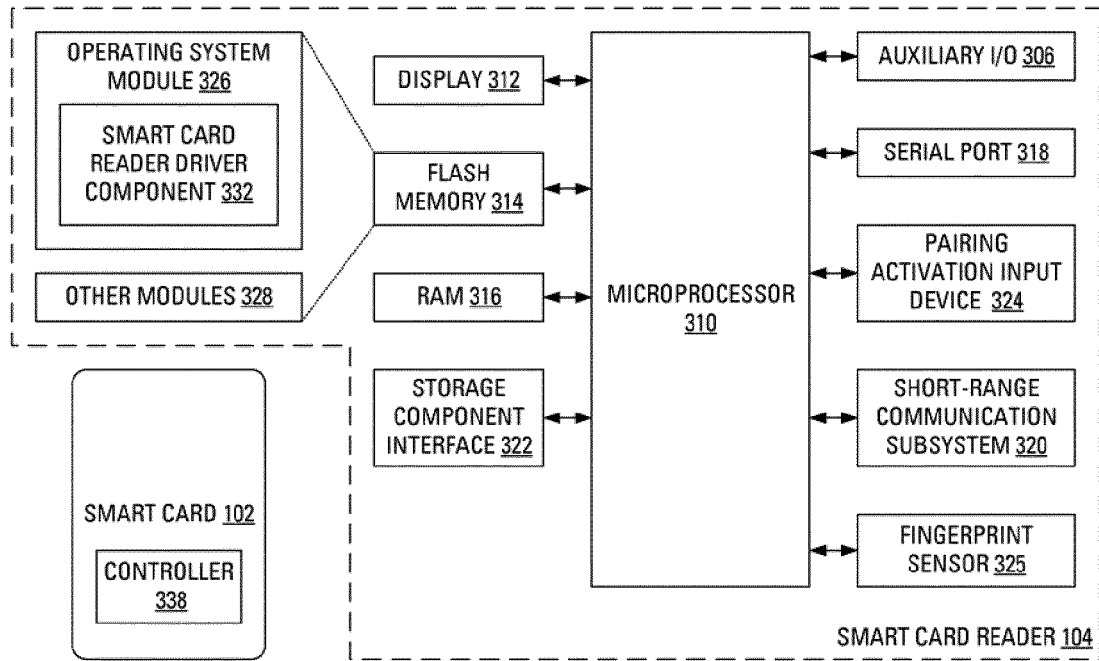 OPERATING SYSTEM
MODULE 326
SMART CARD
READER DRIVER
COMPONENT 332
OTHER MODULES 328
DISPLAY 312
FLASH
MEMORY 314
RAM 316
STORAGE
COMPONENT
INTERFACE 322
MICROPROCESSOR
310
AUXILIARY I/O 306
SERIAL PORT 318
PAIRING
ACTIVATION INPUT
DEVICE 324
SHORT-RANGE
COMMUNICATION
SUBSYSTEM 320
FINGERPRINT
SENSOR 325
SMART CARD 102
CONTROLLER
338
SMART CARD READER 104